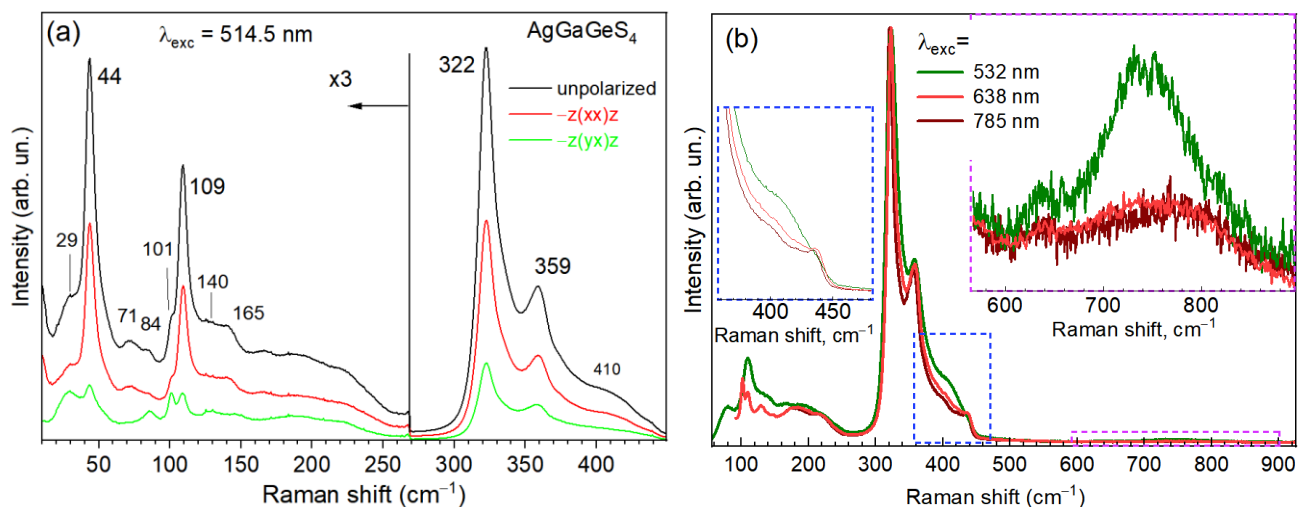 (a)
λexc = 514.5 nm
AgGaGeS4
x3
44
322
unpolarized
–z(xx)z
–z(yx)z
109
29
101
140
71
84
165
359
410
Intensity (arb. un.)
50 100 150 200 250 300 350 400
Raman shift (cm−1)
(b)
λexc=
532 nm
638 nm
785 nm
400 450
Raman shift, cm−1
600 700 800
Raman shift, cm−1
Intensity (arb. un.)
60 100 200 300 400 500 600 700 800 900
Raman shift (cm−1)